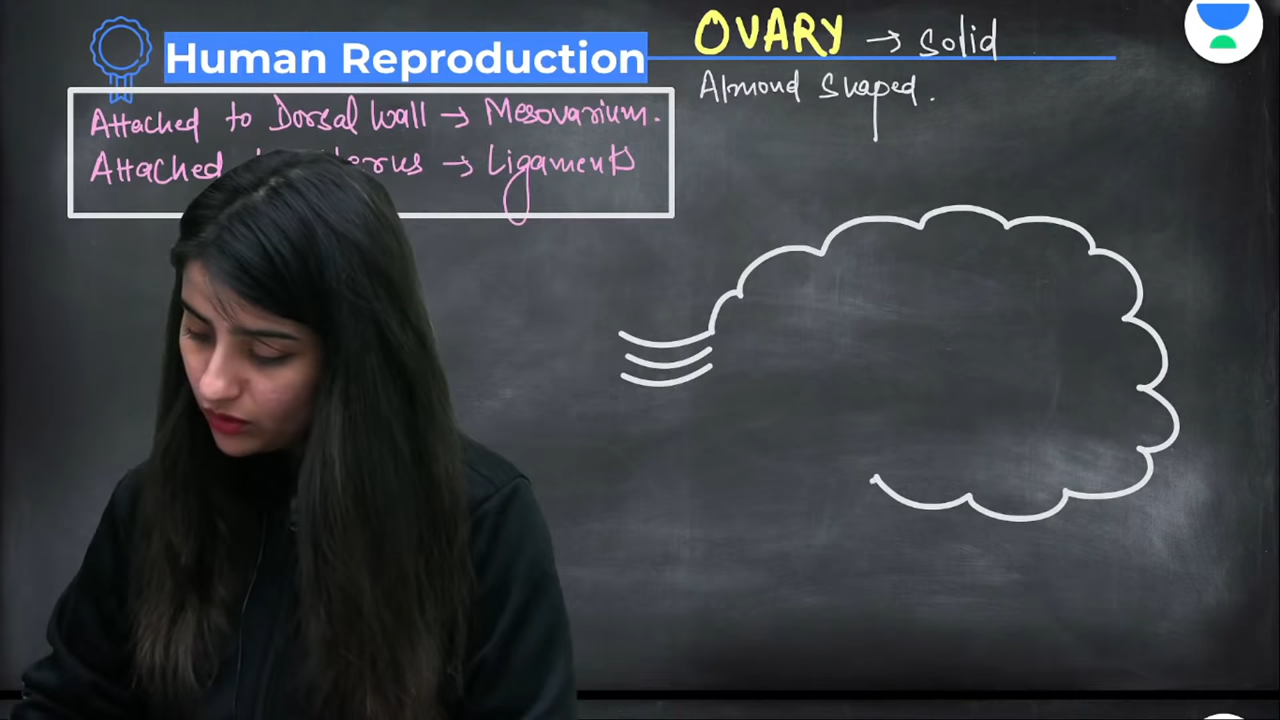 Human Reproduction
OVARY → Solid
Almond Shaped.
Attached to Dorsal Wall → Mesovarium.
Attached → Ligaments